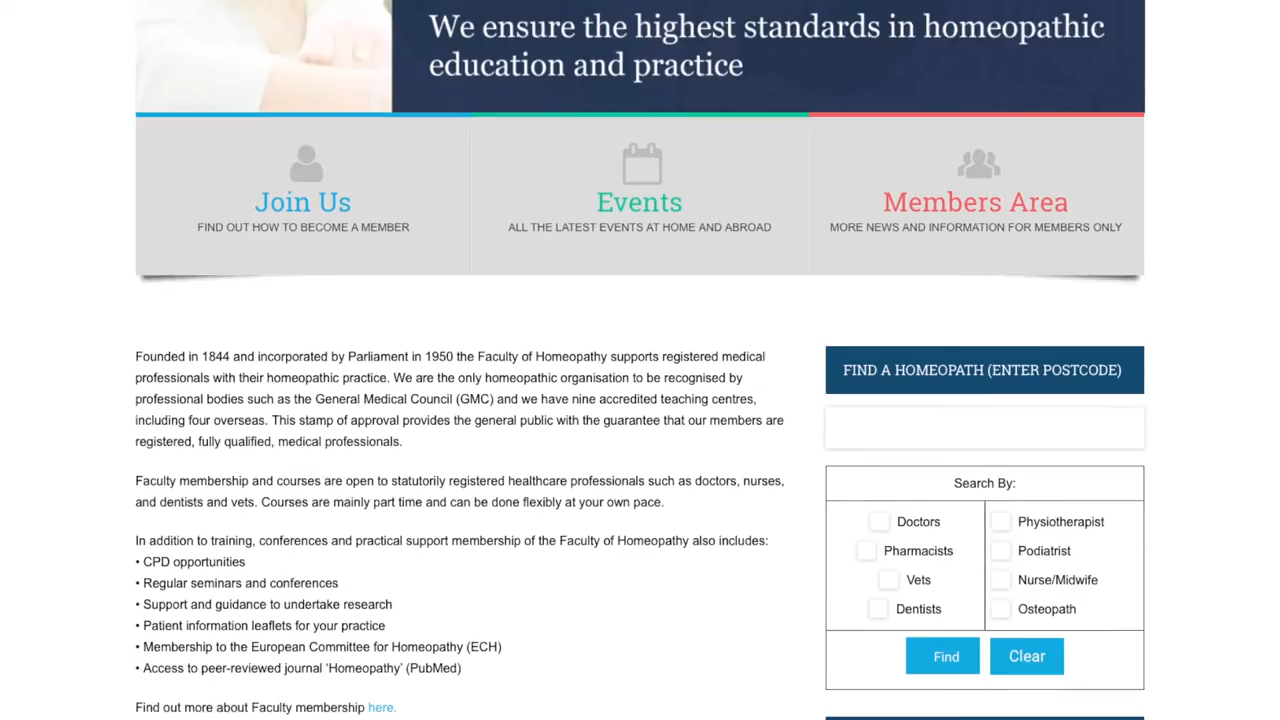 We ensure the highest standards in homeopathic
education and practice
Join Us
FIND OUT HOW TO BECOME A MEMBER
Events
ALL THE LATEST EVENTS AT HOME AND ABROAD
Members Area
MORE NEWS AND INFORMATION FOR MEMBERS ONLY
Founded in 1844 and incorporated by Parliament in 1950 the Faculty of Homeopathy supports registered medical
professionals with their homeopathic practice. We are the only homeopathic organisation to be recognised by
professional bodies such as the General Medical Council (GMC) and we have nine accredited teaching centres,
including four overseas. This stamp of approval provides the general public with the guarantee that our members are
registered, fully qualified, medical professionals.
Faculty membership and courses are open to statutorily registered healthcare professionals such as doctors, nurses,
and dentists and vets. Courses are mainly part time and can be done flexibly at your own pace.
In addition to training, conferences and practical support membership of the Faculty of Homeopathy also includes:
• CPD opportunities
• Regular seminars and conferences
• Support and guidance to undertake research
• Patient information leaflets for your practice
• Membership to the European Committee for Homeopathy (ECH)
• Access to peer-reviewed journal ‘Homeopathy’ (PubMed)
Find out more about Faculty membership here.
FIND A HOMEOPATH (ENTER POSTCODE)
Search By:
Doctors
Physiotherapist
Pharmacists
Podiatrist
Vets
Nurse/Midwife
Dentists
Osteopath
Find
Clear